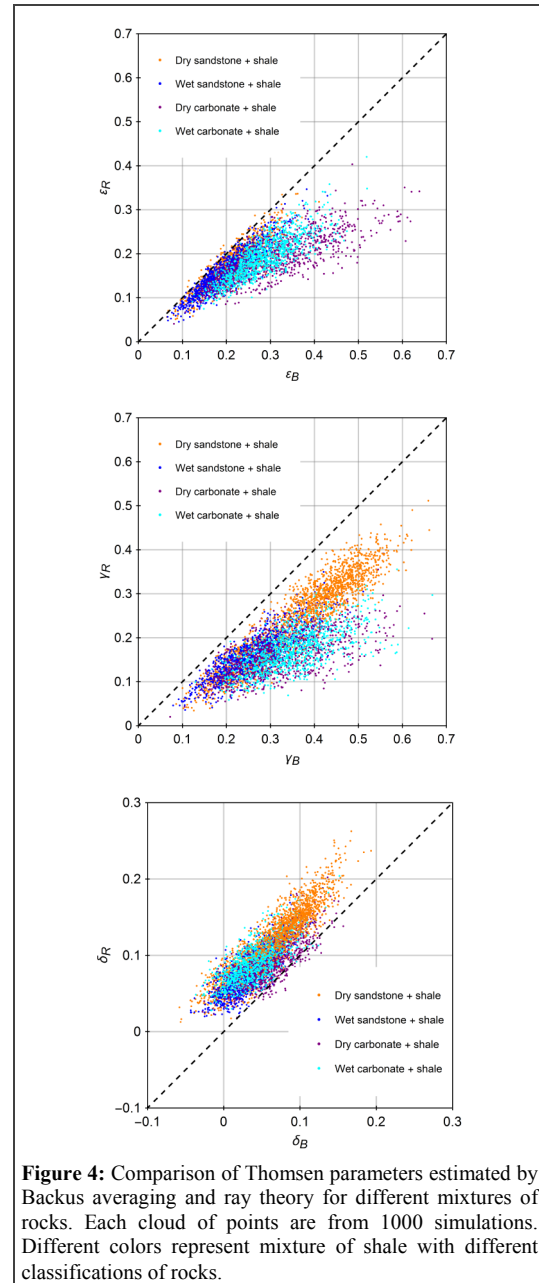 0.7
Dry sandstone + shale
0.6
Wet sandstone + shale
Dry carbonate + shale
0.5
Wet carbonate + shale
0.4
εR
0.3
0.2
0.1
0
0 0.1 0.2 0.3 0.4 0.5 0.6 0.7
εB
0.7
Dry sandstone + shale
0.6
Wet sandstone + shale
Dry carbonate + shale
0.5
Wet carbonate + shale
0.4
γR
0.3
0.2
0.1
0
0 0.1 0.2 0.3 0.4 0.5 0.6 0.7
γB
0.3
0.2
δR
0.1
Dry sandstone + shale
Wet sandstone + shale
0
Dry carbonate + shale
Wet carbonate + shale
−0.1
−0.1 0 0.1 0.2 0.3
δB
Figure 4: Comparison of Thomsen parameters estimated by
Backus averaging and ray theory for different mixtures of
rocks. Each cloud of points are from 1000 simulations.
Different colors represent mixture of shale with different
classifications of rocks.